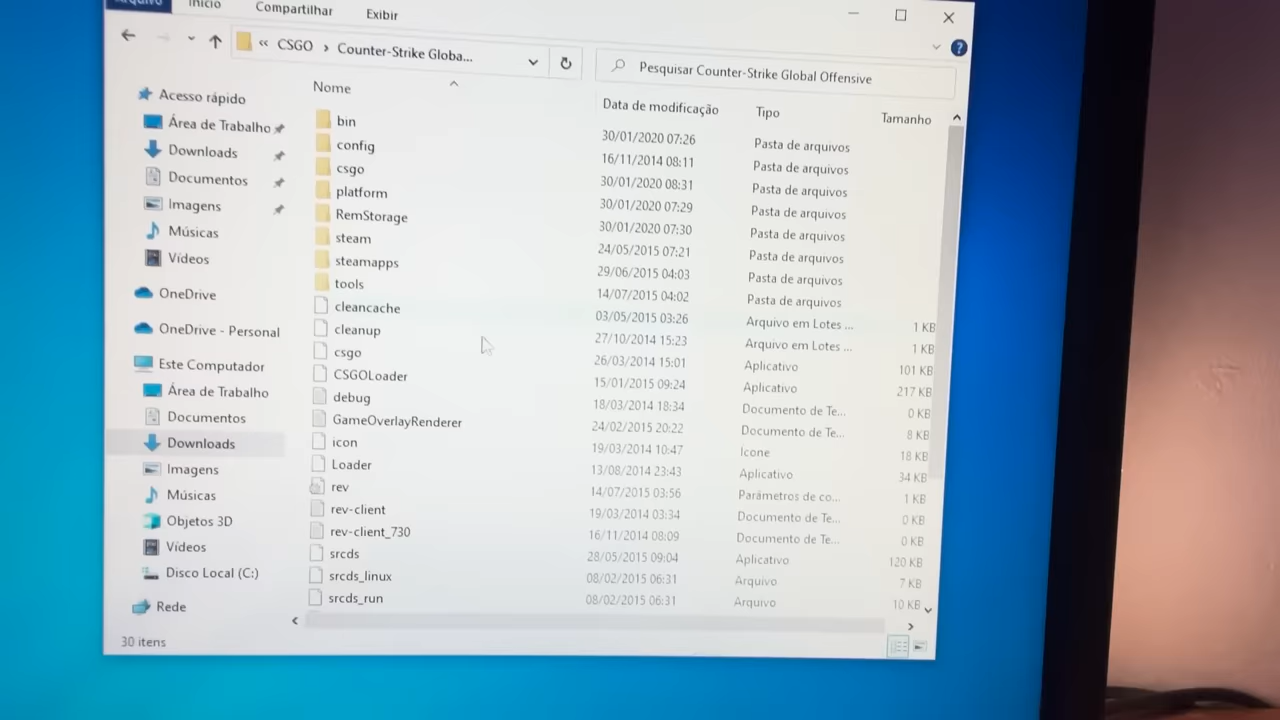 Arquivo Início Compartilhar Exibir
« CSGO › Counter-Strike Globa...
Pesquisar Counter-Strike Global Offensive
Acesso rápido
Área de Trabalho
Downloads
Documentos
Imagens
Músicas
Vídeos
OneDrive
OneDrive - Personal
Este Computador
Área de Trabalho
Documentos
Downloads
Imagens
Músicas
Objetos 3D
Vídeos
Disco Local (C:)
Rede
Nome Data de modificação Tipo Tamanho
bin 30/01/2020 07:26 Pasta de arquivos
config 16/11/2014 08:11 Pasta de arquivos
csgo 30/01/2020 08:31 Pasta de arquivos
platform 30/01/2020 07:29 Pasta de arquivos
RemStorage 30/01/2020 07:30 Pasta de arquivos
steam 24/05/2015 07:21 Pasta de arquivos
steamapps 29/06/2015 04:03 Pasta de arquivos
tools 14/07/2015 04:02 Pasta de arquivos
cleancache 03/05/2015 03:26 Arquivo em Lotes ... 1 KB
cleanup 27/10/2014 15:23 Arquivo em Lotes ... 1 KB
csgo 26/03/2014 15:01 Aplicativo 101 KB
CSGOLoader 15/01/2015 09:24 Aplicativo 217 KB
debug 18/03/2014 18:34 Documento de Te... 0 KB
GameOverlayRenderer 24/02/2015 20:22 Documento de Te... 8 KB
icon 19/03/2014 10:47 Ícone 18 KB
Loader 13/08/2014 23:43 Aplicativo 34 KB
rev 14/07/2015 03:56 Parâmetros de co... 1 KB
rev-client 19/03/2014 03:34 Documento de Te... 0 KB
rev-client_730 16/11/2014 08:09 Documento de Te... 0 KB
srcds 28/05/2015 09:04 Aplicativo 120 KB
srcds_linux 08/02/2015 06:31 Arquivo 7 KB
srcds_run 08/02/2015 06:31 Arquivo 10 KB
30 itens